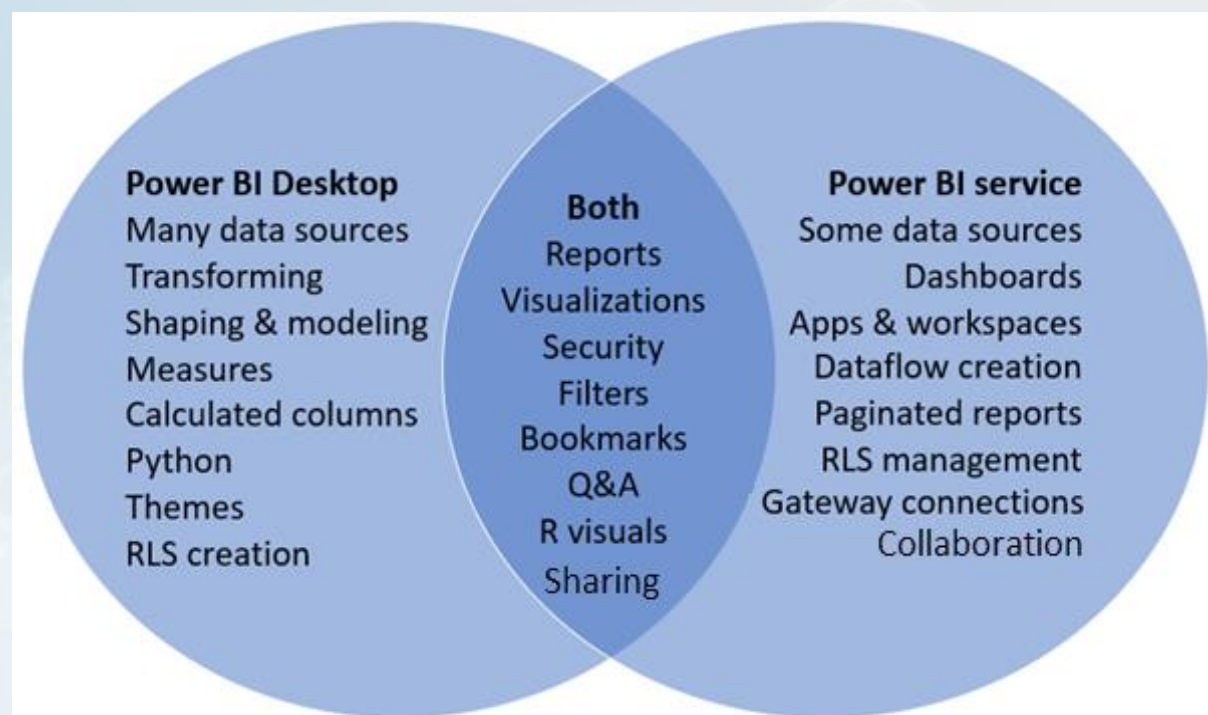 Power BI Desktop
Many data sources
Transforming
Shaping & modeling
Measures
Calculated columns
Python
Themes
RLS creation
Both
Reports
Visualizations
Security
Filters
Bookmarks
Q&A
R visuals
Sharing
Power BI service
Some data sources
Dashboards
Apps & workspaces
Dataflow creation
Paginated reports
RLS management
Gateway connections
Collaboration